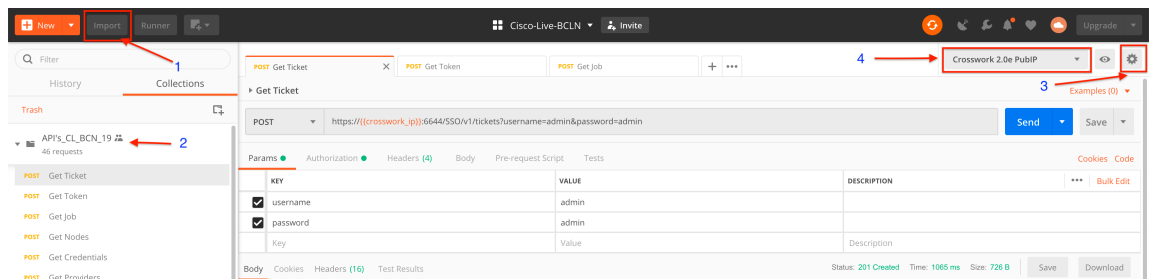 New Import Runner Cisco-Live-BCLN Invite Upgrade
Filter
1
History Collections
Trash
API's_CL_BCN_19
2
46 requests
POST Get Ticket
POST Get Token
POST Get Job
POST Get Nodes
POST Get Credentials
POST Get Providers
POST Get Ticket X POST Get Token POST Get Job + •••
4 Crosswork 2.0e PubIP
3
Get Ticket Examples (0)
POST https://{{crosswork_ip}}:6644/SSO/v1/tickets?username=admin&password=admin Send Save
Params Authorization Headers (4) Body Pre-request Script Tests Cookies Code
KEY VALUE DESCRIPTION ••• Bulk Edit
username admin
password admin
Key Value Description
Body Cookies Headers (16) Test Results Status: 201 Created Time: 1065 ms Size: 726 B Save Download